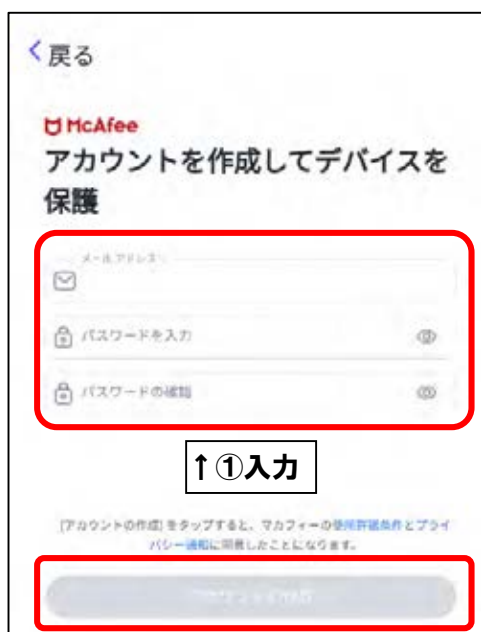 戻る
McAfee
アカウントを作成してデバイスを
保護
メールアドレス
パスワードを入力
パスワードの確認
↑①入力
[アカウントの作成] をタップすると、マカフィーの使用許諾条件とプライ
バシー通知に同意したことになります。